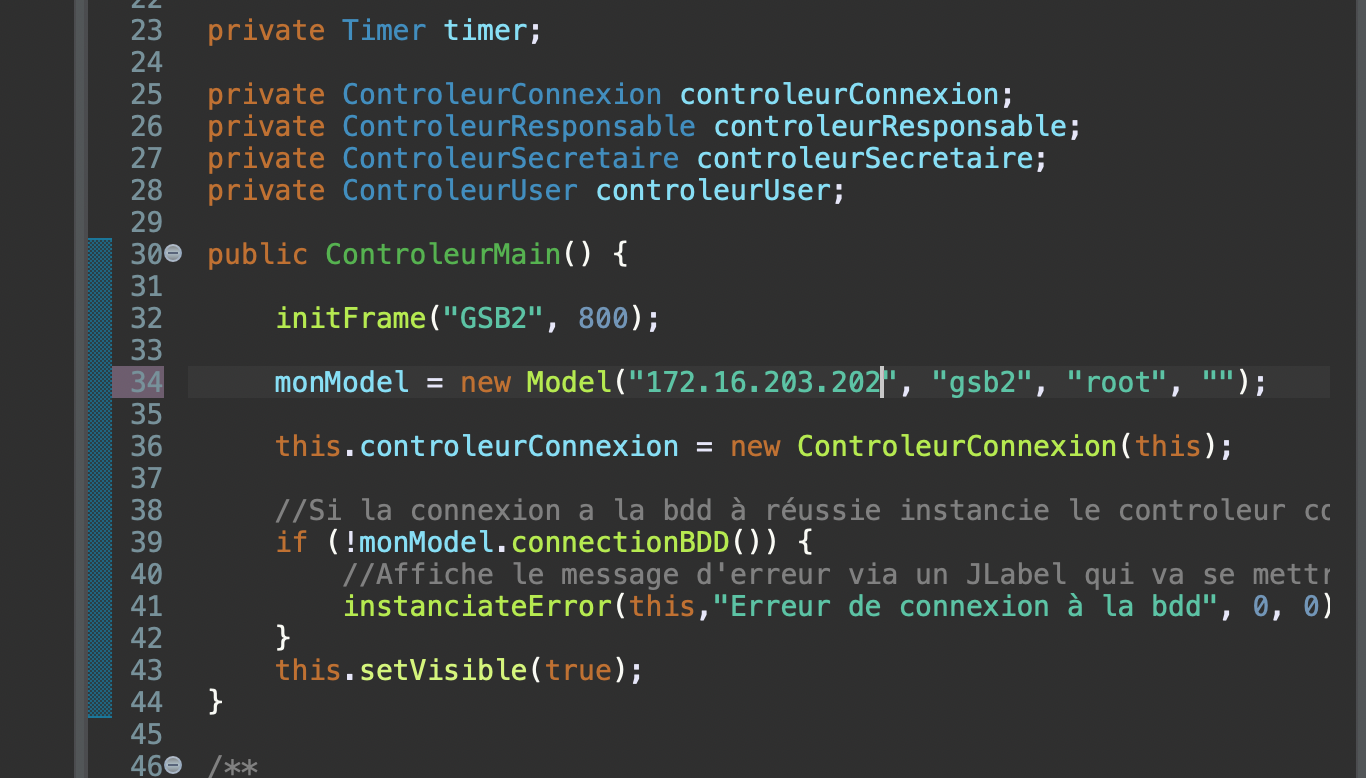 22
23 private Timer timer;
24
25 private ControleurConnexion controleurConnexion;
26 private ControleurResponsable controleurResponsable;
27 private ControleurSecretaire controleurSecretaire;
28 private ControleurUser controleurUser;
29
30 public ControleurMain() {
31
32 initFrame("GSB2", 800);
33
34 monModel = new Model("172.16.203.202", "gsb2", "root", "");
35
36 this.controleurConnexion = new ControleurConnexion(this);
37
38 //Si la connexion a la bdd à réussie instancie le controleur co
39 if (!monModel.connectionBDD()) {
40 //Affiche le message d'erreur via un JLabel qui va se mettr
41 instanciateError(this,"Erreur de connexion à la bdd", 0, 0)
42 }
43 this.setVisible(true);
44 }
45
46 /**